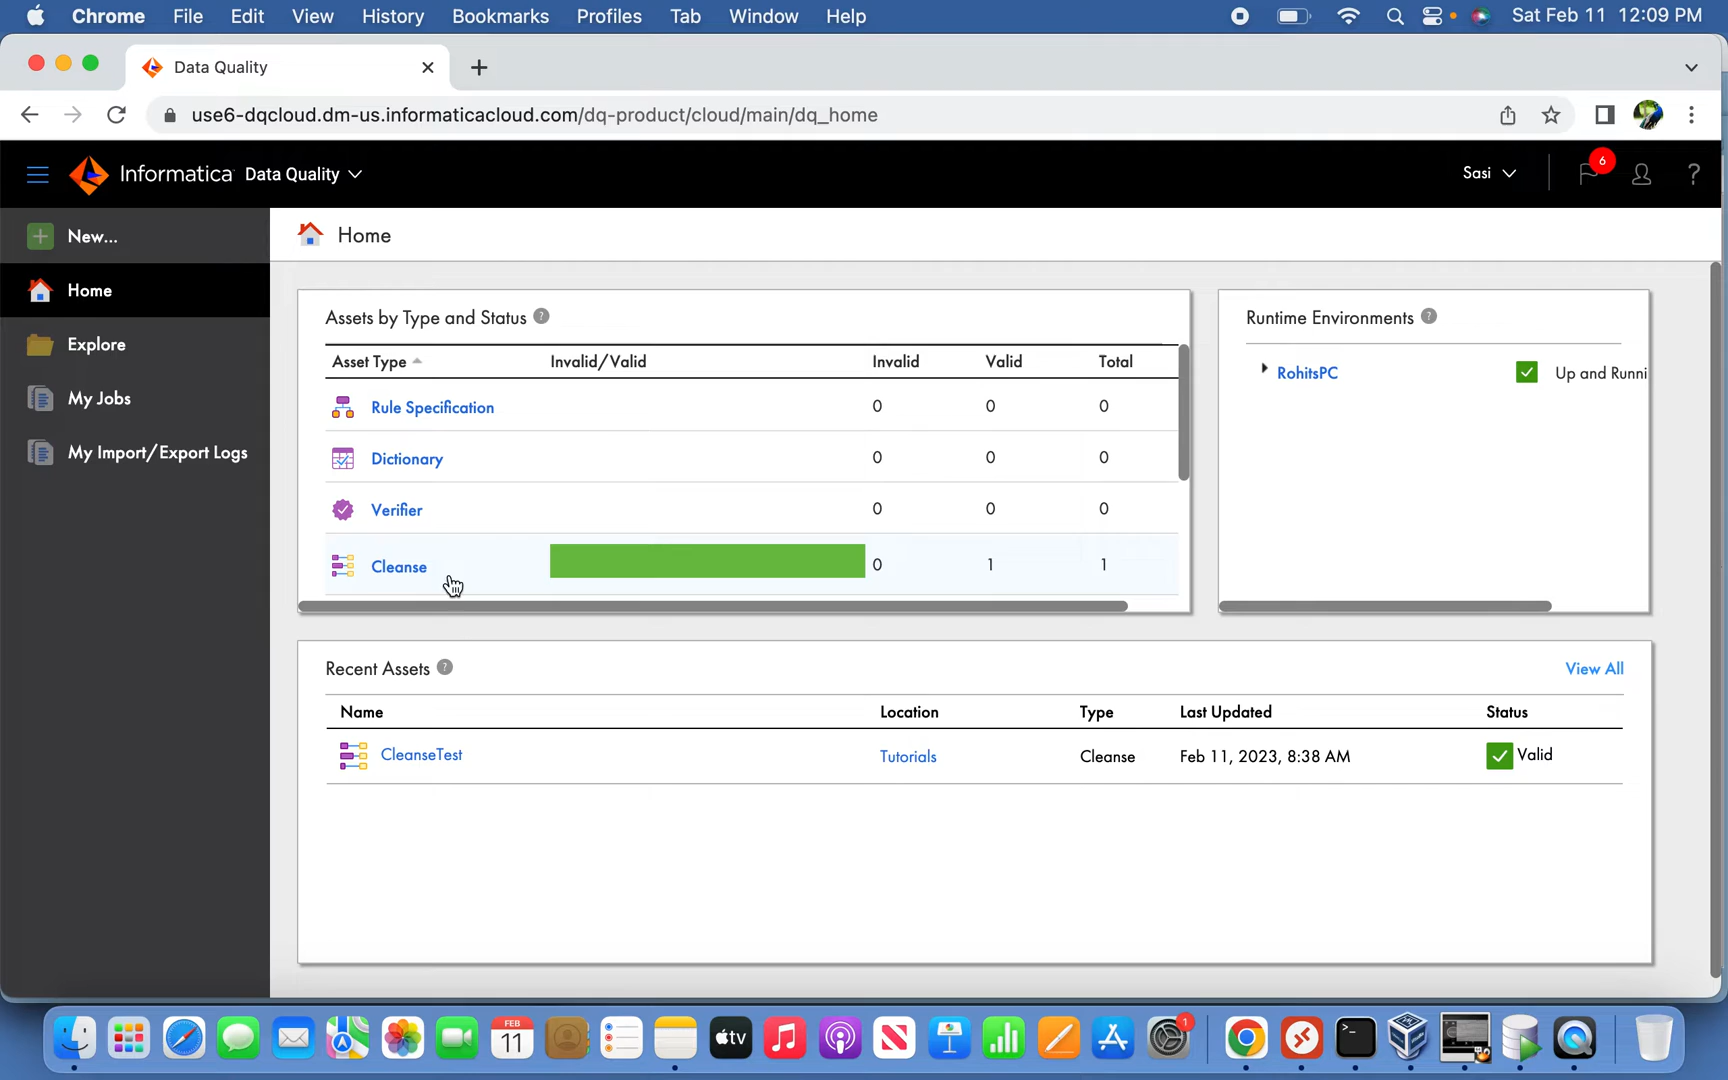 Chrome File Edit View History Bookmarks Profiles Tab Window Help Sat Feb 11 12:09 PM
Data Quality
use6-dqcloud.dm-us.informaticacloud.com/dq-product/cloud/main/dq_home
Informatica Data Quality Sasi 6 ?
New...
Home
Explore
My Jobs
My Import/Export Logs
Home
Assets by Type and Status ?
Asset Type Invalid/Valid Invalid Valid Total
Rule Specification 0 0 0
Dictionary 0 0 0
Verifier 0 0 0
Cleanse 0 1 1
Runtime Environments ?
RohitsPC Up and Runni
Recent Assets ? View All
Name Location Type Last Updated Status
CleanseTest Tutorials Cleanse Feb 11, 2023, 8:38 AM Valid
FEB
11
tv
1
>_